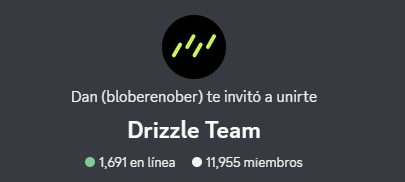 Dan (bloberenober) te invitó a unirte
Drizzle Team
1,691 en línea 11,955 miembros